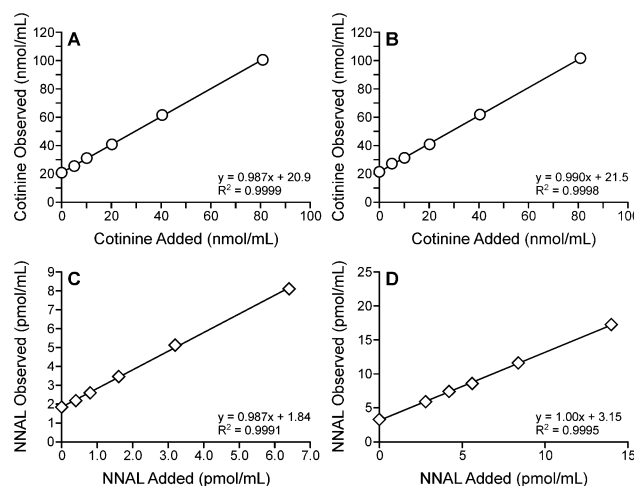 A
Cotinine Observed (nmol/mL)
120
100
80
60
40
20
0
y = 0.987x + 20.9
R² = 0.9999
0 20 40 60 80 100
Cotinine Added (nmol/mL)
B
Cotinine Observed (nmol/mL)
120
100
80
60
40
20
0
y = 0.990x + 21.5
R² = 0.9998
0 20 40 60 80 100
Cotinine Added (nmol/mL)
C
NNAL Observed (pmol/mL)
9
8
7
6
5
4
3
2
1
0
y = 0.987x + 1.84
R² = 0.9991
0 1.0 2.0 3.0 4.0 5.0 6.0 7.0
NNAL Added (pmol/mL)
D
NNAL Observed (pmol/mL)
25
20
15
10
5
0
y = 1.00x + 3.15
R² = 0.9995
0 5 10 15
NNAL Added (pmol/mL)